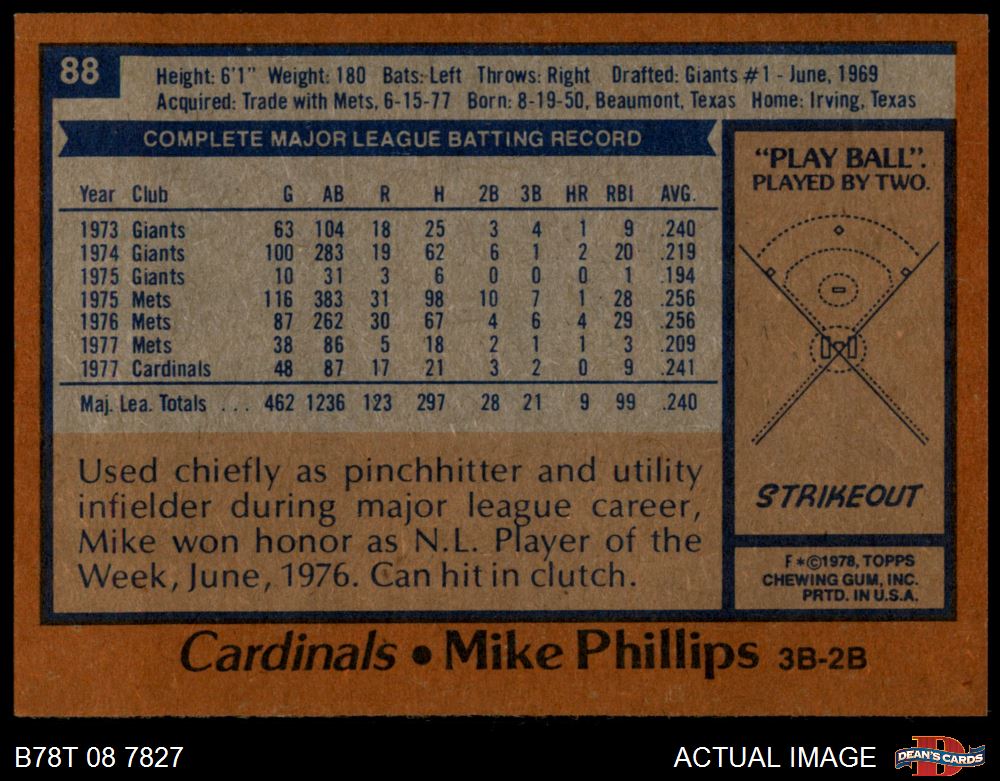 88
Height: 6'1" Weight: 180 Bats: Left Throws: Right Drafted: Giants #1 - June, 1969
Acquired: Trade with Mets, 6-15-77 Born: 8-19-50, Beaumont, Texas Home: Irving, Texas
COMPLETE MAJOR LEAGUE BATTING RECORD
Year Club G AB R H 2B 3B HR RBI AVG.
1973 Giants 63 104 18 25 3 4 1 9 .240
1974 Giants 100 283 19 62 6 1 2 20 .219
1975 Giants 10 31 3 6 0 0 0 1 .194
1975 Mets 116 383 31 98 10 7 1 28 .256
1976 Mets 87 262 30 67 4 6 4 29 .256
1977 Mets 38 86 5 18 2 1 1 3 .209
1977 Cardinals 48 87 17 21 3 2 0 9 .241
Maj. Lea. Totals ... 462 1236 123 297 28 21 9 99 .240
Used chiefly as pinchhitter and utility
infielder during major league career,
Mike won honor as N.L. Player of the
Week, June, 1976. Can hit in clutch.
"PLAY BALL".
PLAYED BY TWO.
STRIKEOUT
F*©1978, TOPPS
CHEWING GUM, INC.
PRTD. IN U.S.A.
Cardinals • Mike Phillips 3B-2B
B78T 08 7827
ACTUAL IMAGE
DEAN'S CARDS